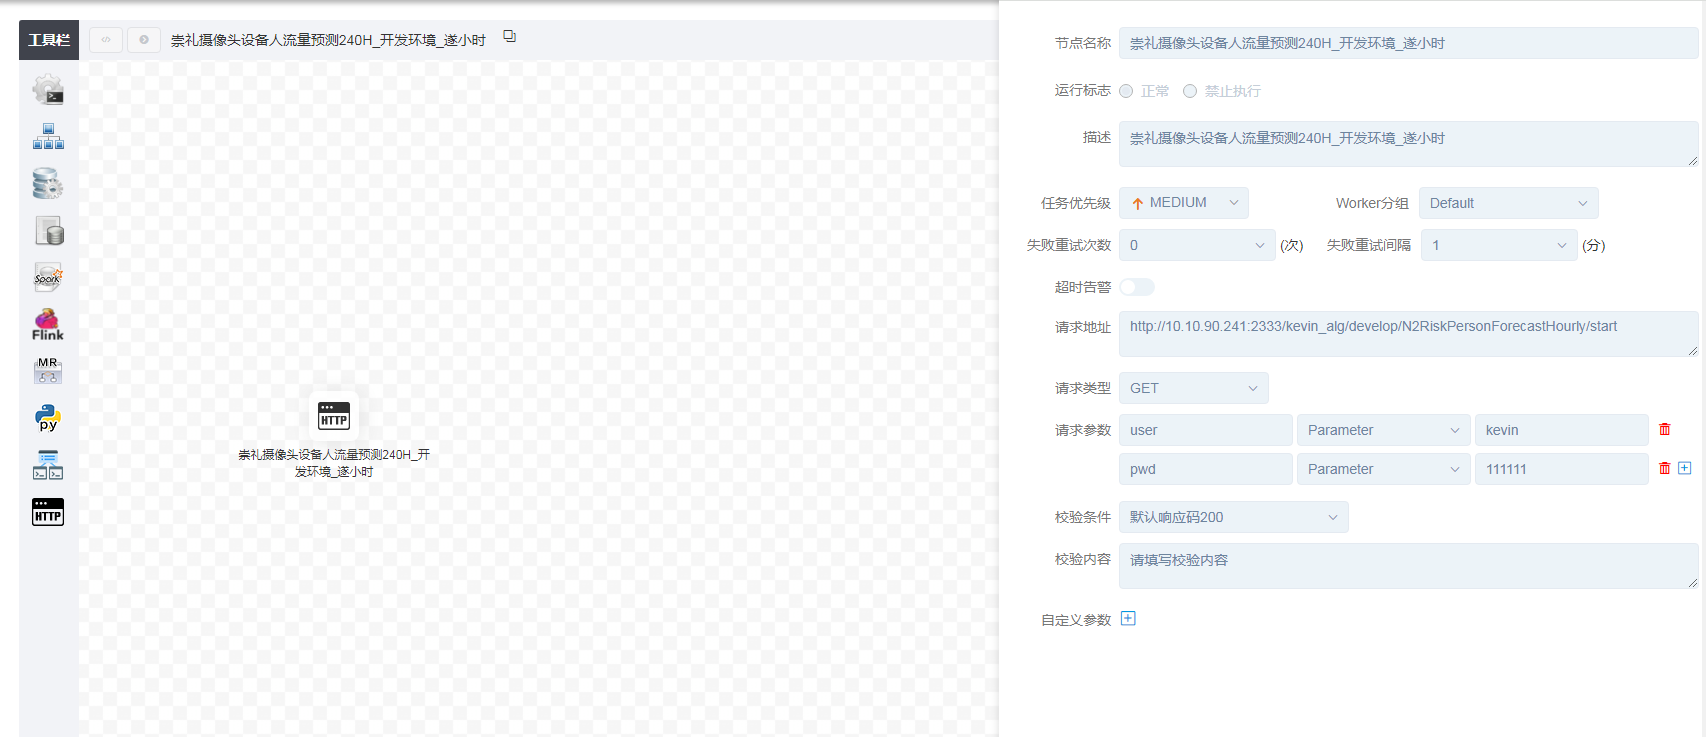 工具栏
崇礼摄像头设备人流量预测240H_开发环境_遂小时
Spark
Flink
MR
py
HTTP
HTTP
崇礼摄像头设备人流量预测240H_开
发环境_遂小时
节点名称 崇礼摄像头设备人流量预测240H_开发环境_遂小时
运行标志 正常 禁止执行
描述 崇礼摄像头设备人流量预测240H_开发环境_遂小时
任务优先级 MEDIUM Worker分组 Default
失败重试次数 0 (次) 失败重试间隔 1 (分)
超时告警
请求地址 http://10.10.90.241:2333/kevin_alg/develop/N2RiskPersonForecastHourly/start
请求类型 GET
请求参数 user Parameter kevin
pwd Parameter 111111
校验条件 默认响应码200
校验内容 请填写校验内容
自定义参数